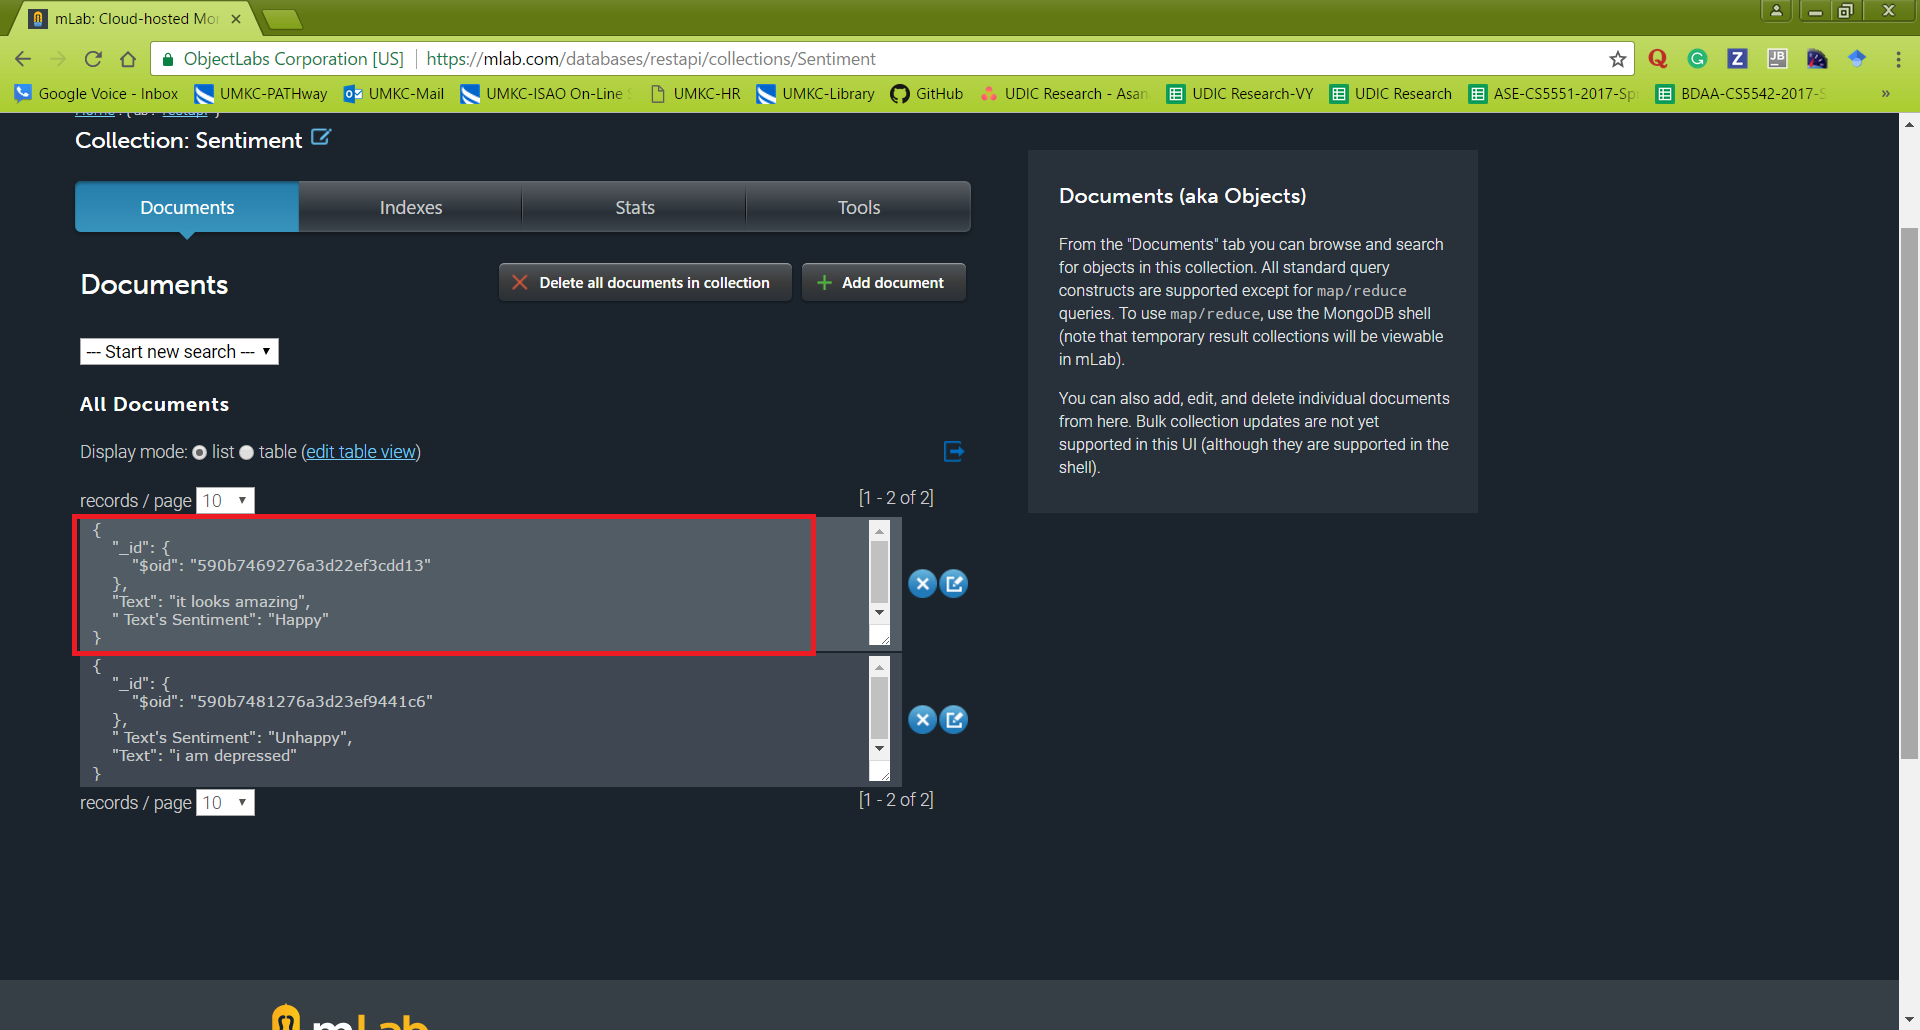 mLab: Cloud-hosted Mo
ObjectLabs Corporation [US] https://mlab.com/databases/restapi/collections/Sentiment
Google Voice - Inbox UMKC-PATHway UMKC-Mail UMKC-ISAO On-Line UMKC-HR UMKC-Library GitHub UDIC Research - Asan UDIC Research-VY UDIC Research ASE-CS5551-2017-Sp BDAA-CS5542-2017-S »
Collection: Sentiment
Documents Indexes Stats Tools
Documents
Delete all documents in collection
Add document
--- Start new search ---
All Documents
Display mode: list table (edit table view)
records / page 10
[1 - 2 of 2]
{
"_id": {
"$oid": "590b7469276a3d22ef3cdd13"
},
"Text": "it looks amazing",
" Text's Sentiment": "Happy"
}
{
"_id": {
"$oid": "590b7481276a3d23ef9441c6"
},
" Text's Sentiment": "Unhappy",
"Text": "i am depressed"
}
records / page 10
[1 - 2 of 2]
Documents (aka Objects)
From the "Documents" tab you can browse and search
for objects in this collection. All standard query
constructs are supported except for map/reduce
queries. To use map/reduce, use the MongoDB shell
(note that temporary result collections will be viewable
in mLab).
You can also add, edit, and delete individual documents
from here. Bulk collection updates are not yet
supported in this UI (although they are supported in the
shell).
mLab